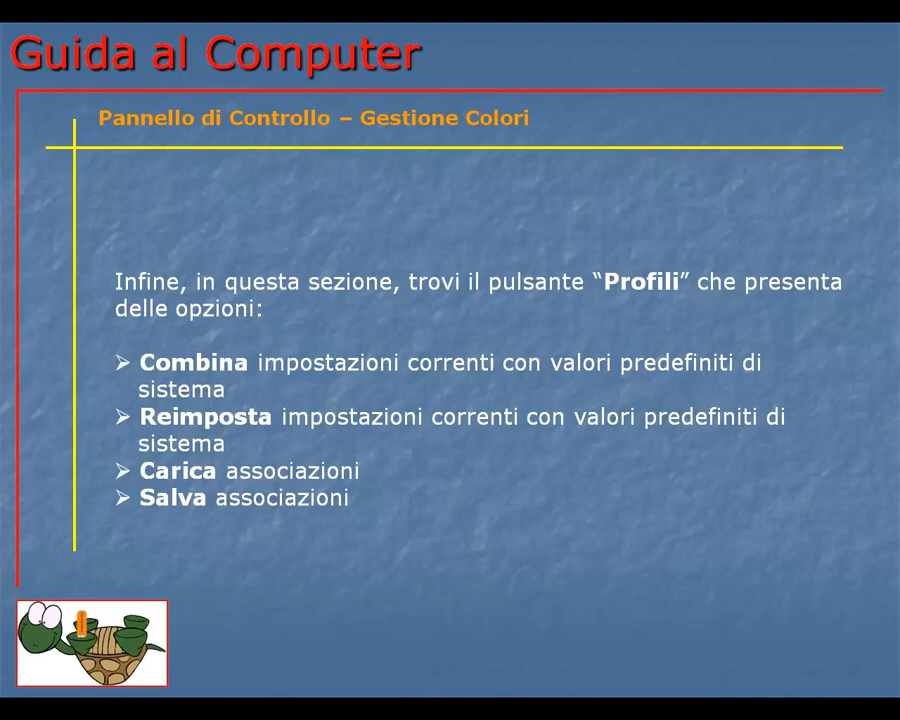 Guida al Computer
Pannello di Controllo – Gestione Colori
Infine, in questa sezione, trovi il pulsante “Profili” che presenta
delle opzioni:
➢ Combina impostazioni correnti con valori predefiniti di
sistema
➢ Reimposta impostazioni correnti con valori predefiniti di
sistema
➢ Carica associazioni
➢ Salva associazioni